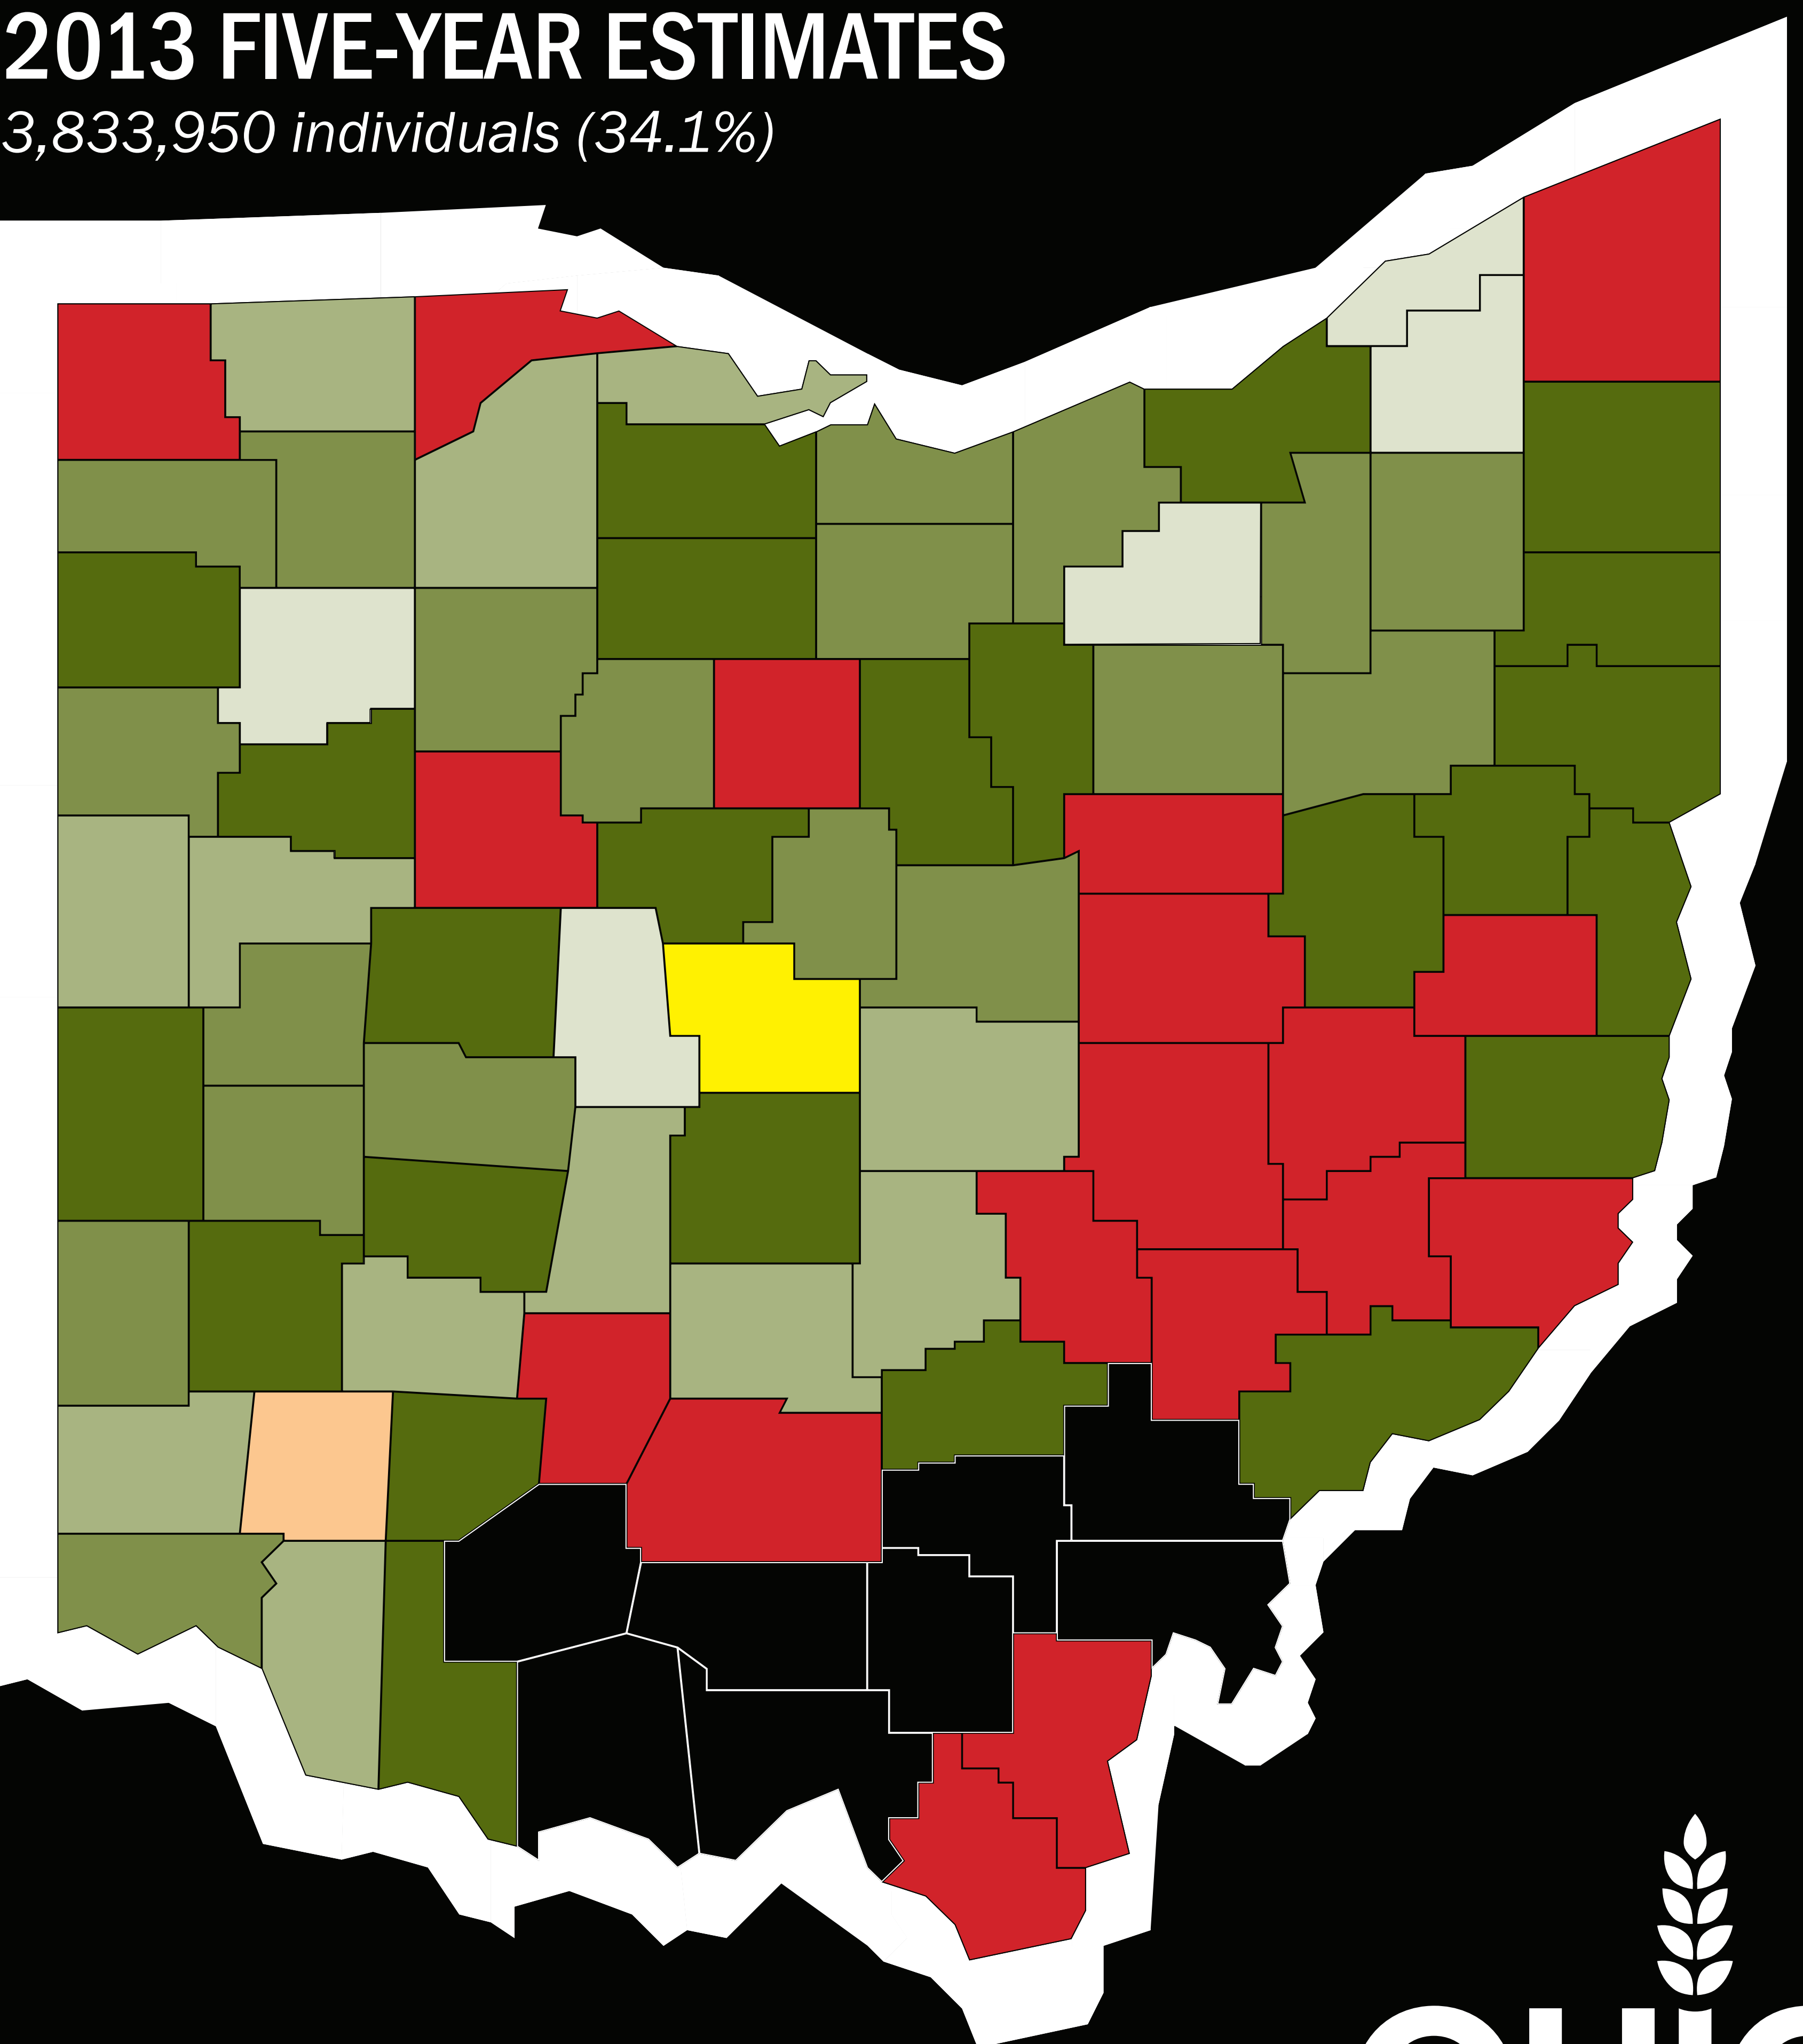 2013 FIVE-YEAR ESTIMATES
3,833,950 individuals (34.1%)